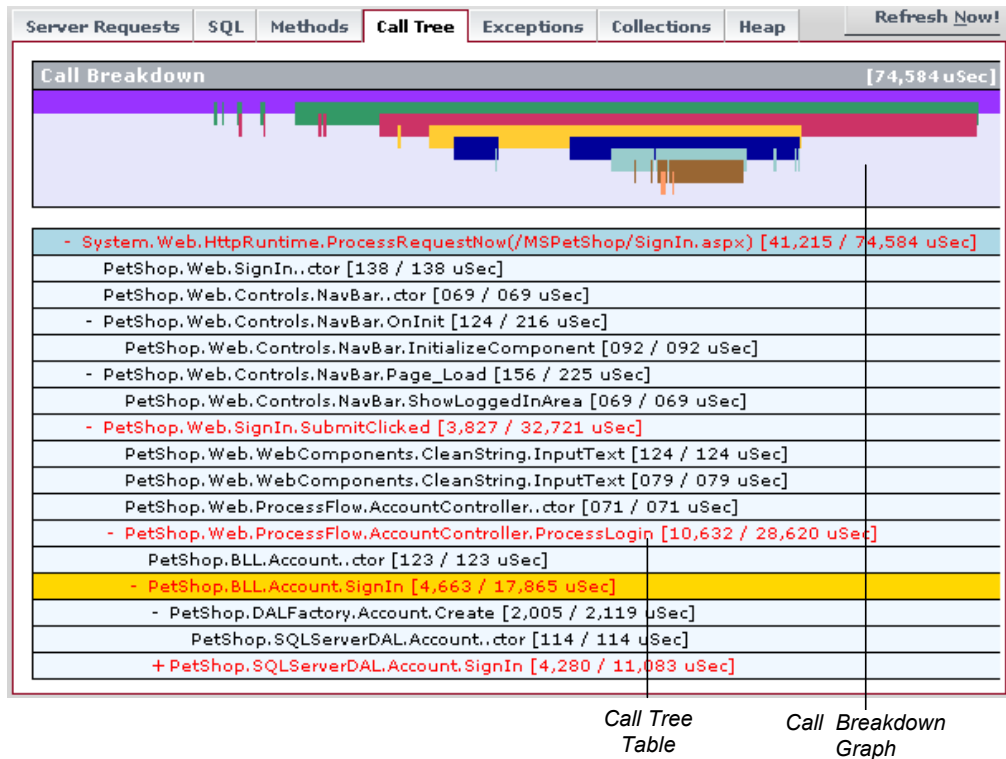 Server Requests SQL Methods Call Tree Exceptions Collections Heap Refresh Now!
Call Breakdown [74,584 uSec]
- System.Web.HttpRuntime.ProcessRequestNow(/MSPetShop/SignIn.aspx) [41,215 / 74,584 uSec]
PetShop.Web.SignIn..ctor [138 / 138 uSec]
PetShop.Web.Controls.NavBar..ctor [069 / 069 uSec]
- PetShop.Web.Controls.NavBar.OnInit [124 / 216 uSec]
PetShop.Web.Controls.NavBar.InitializeComponent [092 / 092 uSec]
- PetShop.Web.Controls.NavBar.Page_Load [156 / 225 uSec]
PetShop.Web.Controls.NavBar.ShowLoggedInArea [069 / 069 uSec]
- PetShop.Web.SignIn.SubmitClicked [3,827 / 32,721 uSec]
PetShop.Web.WebComponents.CleanString.InputText [124 / 124 uSec]
PetShop.Web.WebComponents.CleanString.InputText [079 / 079 uSec]
PetShop.Web.ProcessFlow.AccountController..ctor [071 / 071 uSec]
- PetShop.Web.ProcessFlow.AccountController.ProcessLogin [10,632 / 28,620 uSec]
PetShop.BLL.Account..ctor [123 / 123 uSec]
- PetShop.BLL.Account.SignIn [4,663 / 17,865 uSec]
- PetShop.DALFactory.Account.Create [2,005 / 2,119 uSec]
PetShop.SQLServerDAL.Account..ctor [114 / 114 uSec]
+ PetShop.SQLServerDAL.Account.SignIn [4,280 / 11,083 uSec]
Call Tree
Table
Call Breakdown
Graph